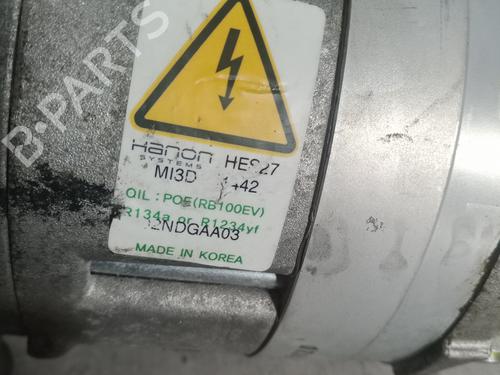 B-PARTS
Hanon
SYSTEMS
HES27
MI3D
OIL : POE(RB100EV)
R134a or R1234yf
MADE IN KOREA